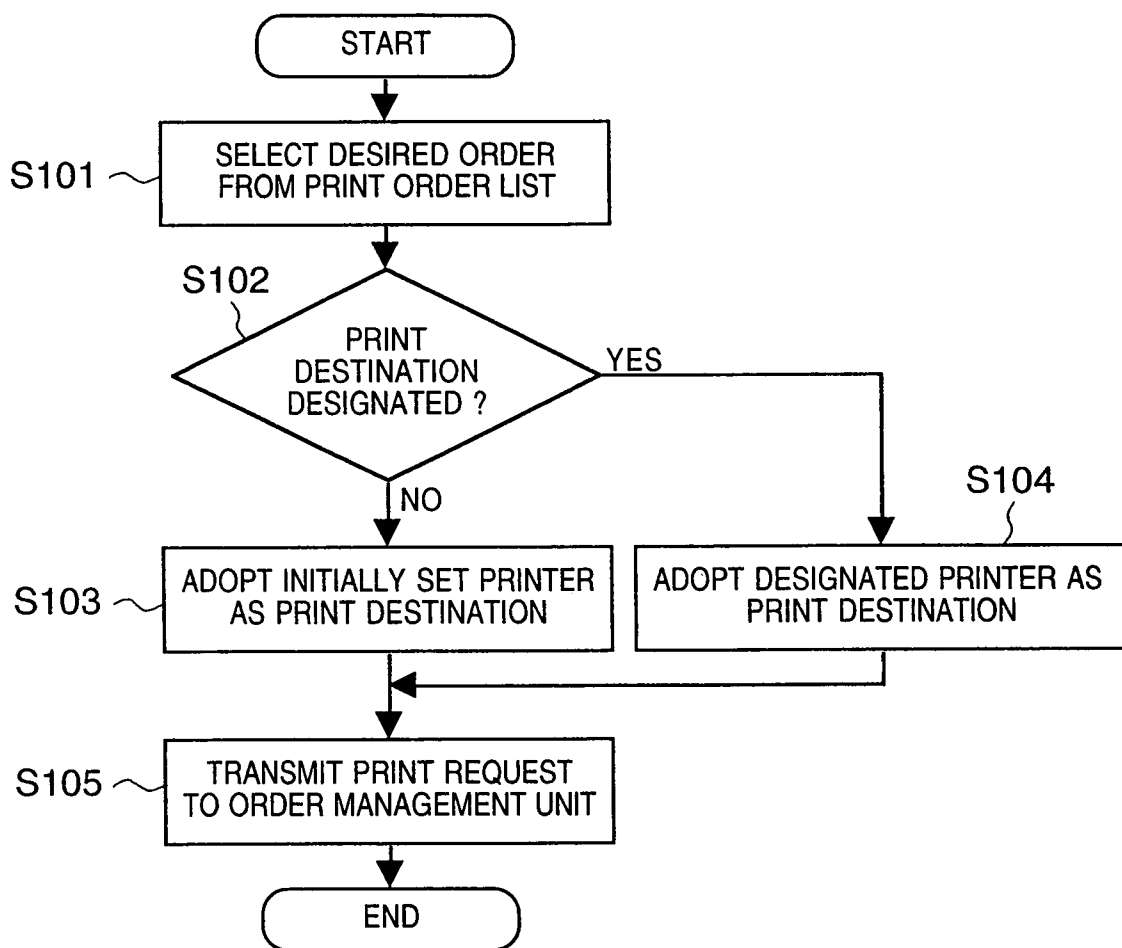 START
S101
SELECT DESIRED ORDER
FROM PRINT ORDER LIST
S102
PRINT
DESTINATION
DESIGNATED ?
YES
NO
S103
ADOPT INITIALLY SET PRINTER
AS PRINT DESTINATION
S104
ADOPT DESIGNATED PRINTER AS
PRINT DESTINATION
S105
TRANSMIT PRINT REQUEST
TO ORDER MANAGEMENT UNIT
END